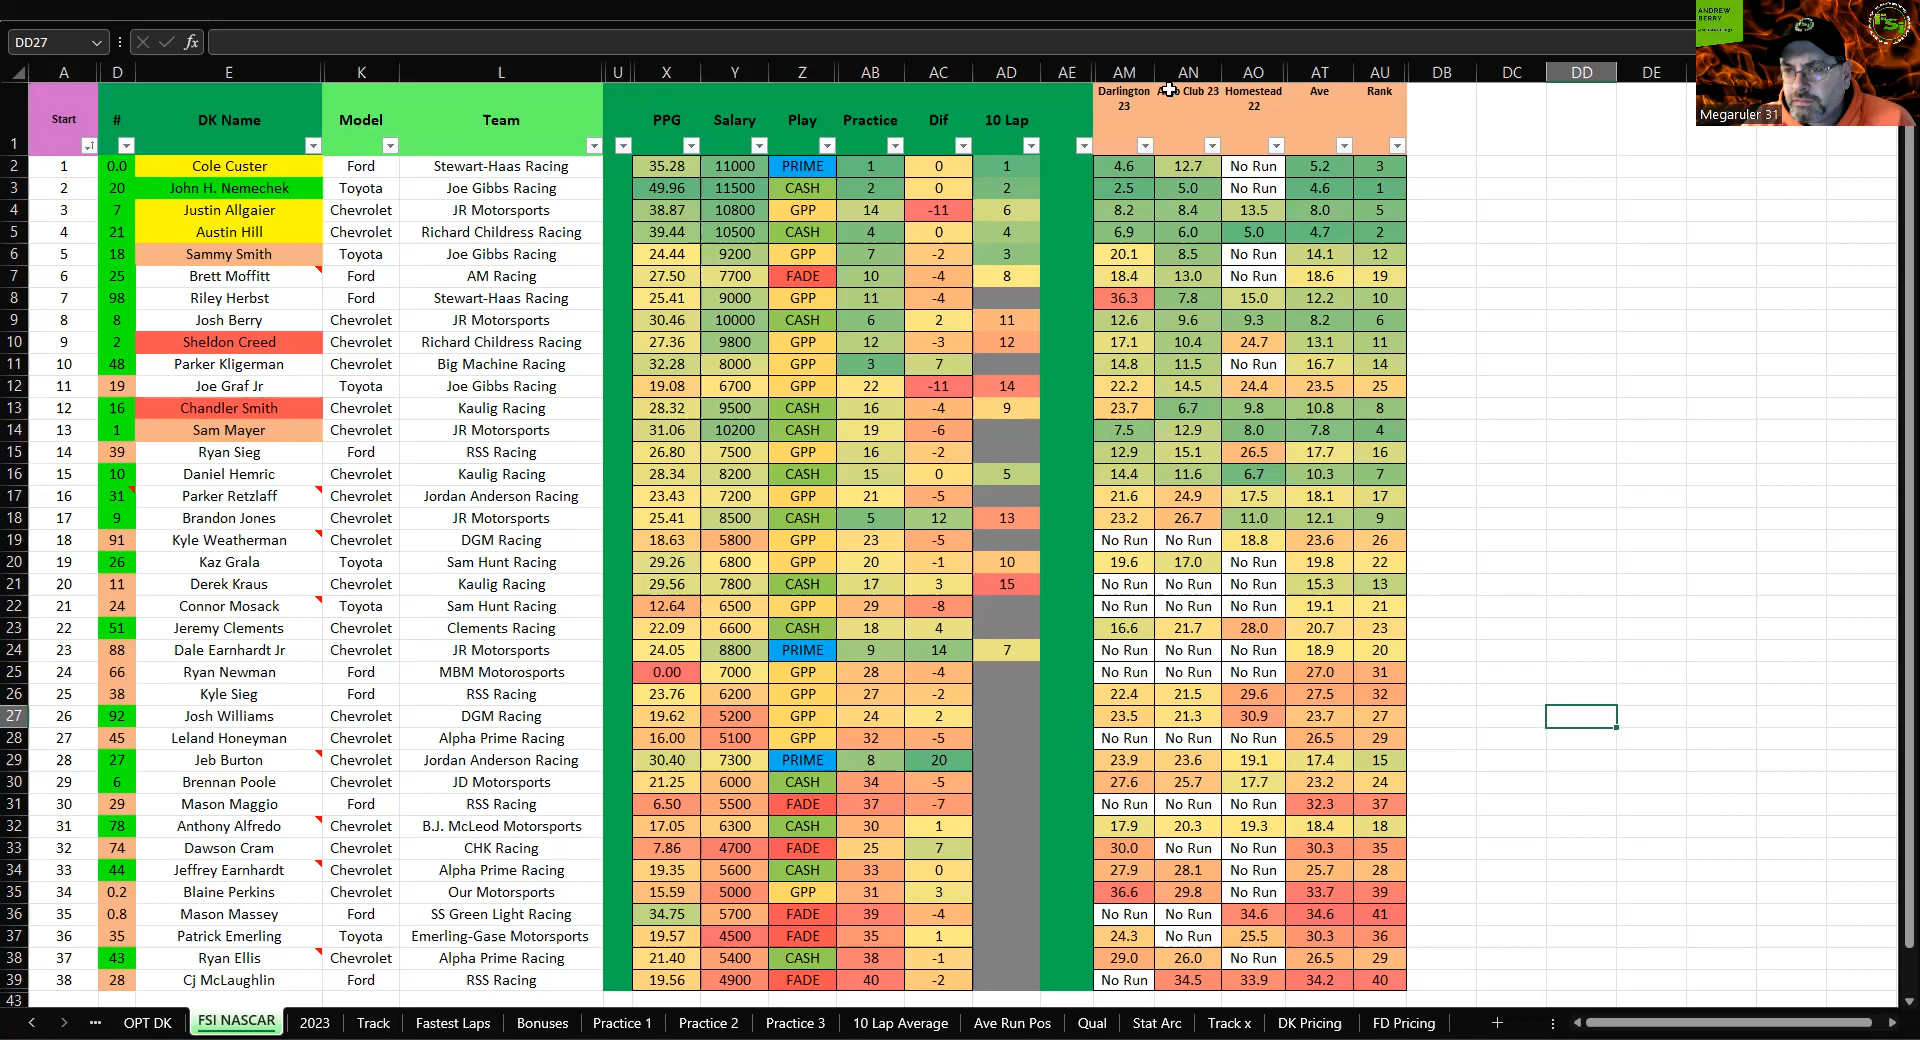 DD27 fx
A D E K L U X Y Z AB AC AD AE AM AN AO AT AU DB DC DD DE
1 Start # DK Name Model Team PPG Salary Play Practice Dif 10 Lap Darlington 23 Club 23 Homestead 22 Ave Rank
2 1 0.0 Cole Custer Ford Stewart-Haas Racing 35.28 11000 PRIME 1 0 1 4.6 12.7 No Run 5.2 3
3 2 20 John H. Nemechek Toyota Joe Gibbs Racing 49.96 11500 CASH 2 0 2 2.5 5.0 No Run 4.6 1
4 3 7 Justin Allgaier Chevrolet JR Motorsports 38.87 10800 GPP 14 -11 6 8.2 8.4 13.5 8.0 5
5 4 21 Austin Hill Chevrolet Richard Childress Racing 39.44 10500 CASH 4 0 4 6.9 6.0 5.0 4.7 2
6 5 18 Sammy Smith Toyota Joe Gibbs Racing 24.44 9200 GPP 7 -2 3 20.1 8.5 No Run 14.1 12
7 6 25 Brett Moffitt Ford AM Racing 27.50 7700 FADE 10 -4 8 18.4 13.0 No Run 18.6 19
8 7 98 Riley Herbst Ford Stewart-Haas Racing 25.41 9000 GPP 11 -4 36.3 7.8 15.0 12.2 10
9 8 8 Josh Berry Chevrolet JR Motorsports 30.46 10000 CASH 6 2 11 12.6 9.6 9.3 8.2 6
10 9 2 Sheldon Creed Chevrolet Richard Childress Racing 27.36 9800 GPP 12 -3 12 17.1 10.4 24.7 13.1 11
11 10 48 Parker Kligerman Chevrolet Big Machine Racing 32.28 8000 GPP 3 7 14.8 11.5 No Run 16.7 14
12 11 19 Joe Graf Jr Toyota Joe Gibbs Racing 19.08 6700 GPP 22 -11 14 22.2 14.5 24.4 23.5 25
13 12 16 Chandler Smith Chevrolet Kaulig Racing 28.32 9500 CASH 16 -4 9 23.7 6.7 9.8 10.8 8
14 13 1 Sam Mayer Chevrolet JR Motorsports 31.06 10200 CASH 19 -6 7.5 12.9 8.0 7.8 4
15 14 39 Ryan Sieg Ford RSS Racing 26.80 7500 GPP 16 -2 12.9 15.1 26.5 17.7 16
16 15 10 Daniel Hemric Chevrolet Kaulig Racing 28.34 8200 CASH 15 0 5 14.4 11.6 6.7 10.3 7
17 16 31 Parker Retzlaff Chevrolet Jordan Anderson Racing 23.43 7200 GPP 21 -5 21.6 24.9 17.5 18.1 17
18 17 9 Brandon Jones Chevrolet JR Motorsports 25.41 8500 CASH 5 12 13 23.2 26.7 11.0 12.1 9
19 18 91 Kyle Weatherman Chevrolet DGM Racing 18.63 5800 GPP 23 -5 No Run No Run 18.8 23.6 26
20 19 26 Kaz Grala Toyota Sam Hunt Racing 29.26 6800 GPP 20 -1 10 19.6 17.0 No Run 19.8 22
21 20 11 Derek Kraus Chevrolet Kaulig Racing 29.56 7800 CASH 17 3 15 No Run No Run No Run 15.3 13
22 21 24 Connor Mosack Toyota Sam Hunt Racing 12.64 6500 GPP 29 -8 No Run No Run No Run 19.1 21
23 22 51 Jeremy Clements Chevrolet Clements Racing 22.09 6600 CASH 18 4 16.6 21.7 28.0 20.7 23
24 23 88 Dale Earnhardt Jr Chevrolet JR Motorsports 24.05 8800 PRIME 9 14 7 No Run No Run No Run 18.9 20
25 24 66 Ryan Newman Ford MBM Motorosports 0.00 7000 GPP 28 -4 No Run No Run No Run 27.0 31
26 25 38 Kyle Sieg Ford RSS Racing 23.76 6200 GPP 27 -2 22.4 21.5 29.6 27.5 32
27 26 92 Josh Williams Chevrolet DGM Racing 19.62 5200 GPP 24 2 23.5 21.3 30.9 23.7 27
28 27 45 Leland Honeyman Chevrolet Alpha Prime Racing 16.00 5100 GPP 32 -5 No Run No Run No Run 26.5 29
29 28 27 Jeb Burton Chevrolet Jordan Anderson Racing 30.40 7300 PRIME 8 20 23.9 23.6 19.1 17.4 15
30 29 6 Brennan Poole Chevrolet JD Motorsports 21.25 6000 CASH 34 -5 27.6 25.7 17.7 23.2 24
31 30 29 Mason Maggio Ford RSS Racing 6.50 5500 FADE 37 -7 No Run No Run No Run 32.3 37
32 31 78 Anthony Alfredo Chevrolet B.J. McLeod Motorsports 17.05 6300 CASH 30 1 17.9 20.3 19.3 18.4 18
33 32 74 Dawson Cram Chevrolet CHK Racing 7.86 4700 FADE 25 7 30.0 No Run No Run 30.3 35
34 33 44 Jeffrey Earnhardt Chevrolet Alpha Prime Racing 19.35 5600 CASH 33 0 27.9 28.1 No Run 25.7 28
35 34 0.2 Blaine Perkins Chevrolet Our Motorsports 15.59 5000 GPP 31 3 36.6 29.8 No Run 33.7 39
36 35 0.8 Mason Massey Ford SS Green Light Racing 34.75 5700 FADE 39 -4 No Run No Run 34.6 34.6 41
37 36 35 Patrick Emerling Toyota Emerling-Gase Motorsports 19.57 4500 FADE 35 1 24.3 No Run 25.5 30.3 36
38 37 43 Ryan Ellis Chevrolet Alpha Prime Racing 21.40 5400 CASH 38 -1 29.0 26.0 No Run 26.5 29
39 38 28 Cj McLaughlin Ford RSS Racing 19.56 4900 FADE 40 -2 No Run 34.5 33.9 34.2 40
43
OPT DK FSI NASCAR 2023 Track Fastest Laps Bonuses Practice 1 Practice 2 Practice 3 10 Lap Average Ave Run Pos Qual Stat Arc Track x DK Pricing FD Pricing
ANDREW
BERRY
FSI
Megaruler 31